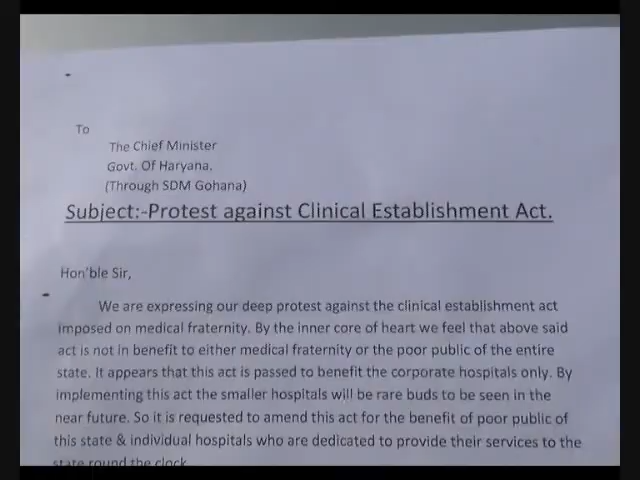 To
The Chief Minister
Govt. Of Haryana.
(Through SDM Gohana)
Subject:-Protest against Clinical Establishment Act.
Hon'ble Sir,
We are expressing our deep protest against the clinical establishment act
imposed on medical fraternity. By the inner core of heart we feel that above said
act is not in benefit to either medical fraternity or the poor public of the entire
state. It appears that this act is passed to benefit the corporate hospitals only. By
implementing this act the smaller hospitals will be rare buds to be seen in the
near future. So it is requested to amend this act for the benefit of poor public of
this state & individual hospitals who are dedicated to provide their services to the
state round the clock